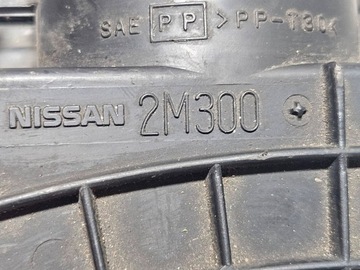 SAE PP >PP-T30<
NISSAN 2M300